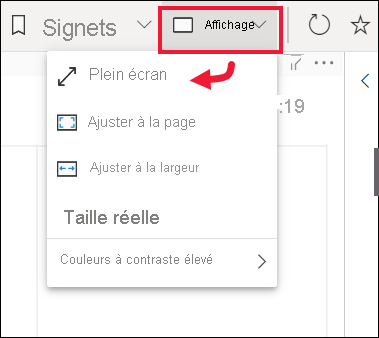 Signets
Affichage
Plein écran
:19
Ajuster à la page
Ajuster à la largeur
Taille réelle
Couleurs à contraste élevé